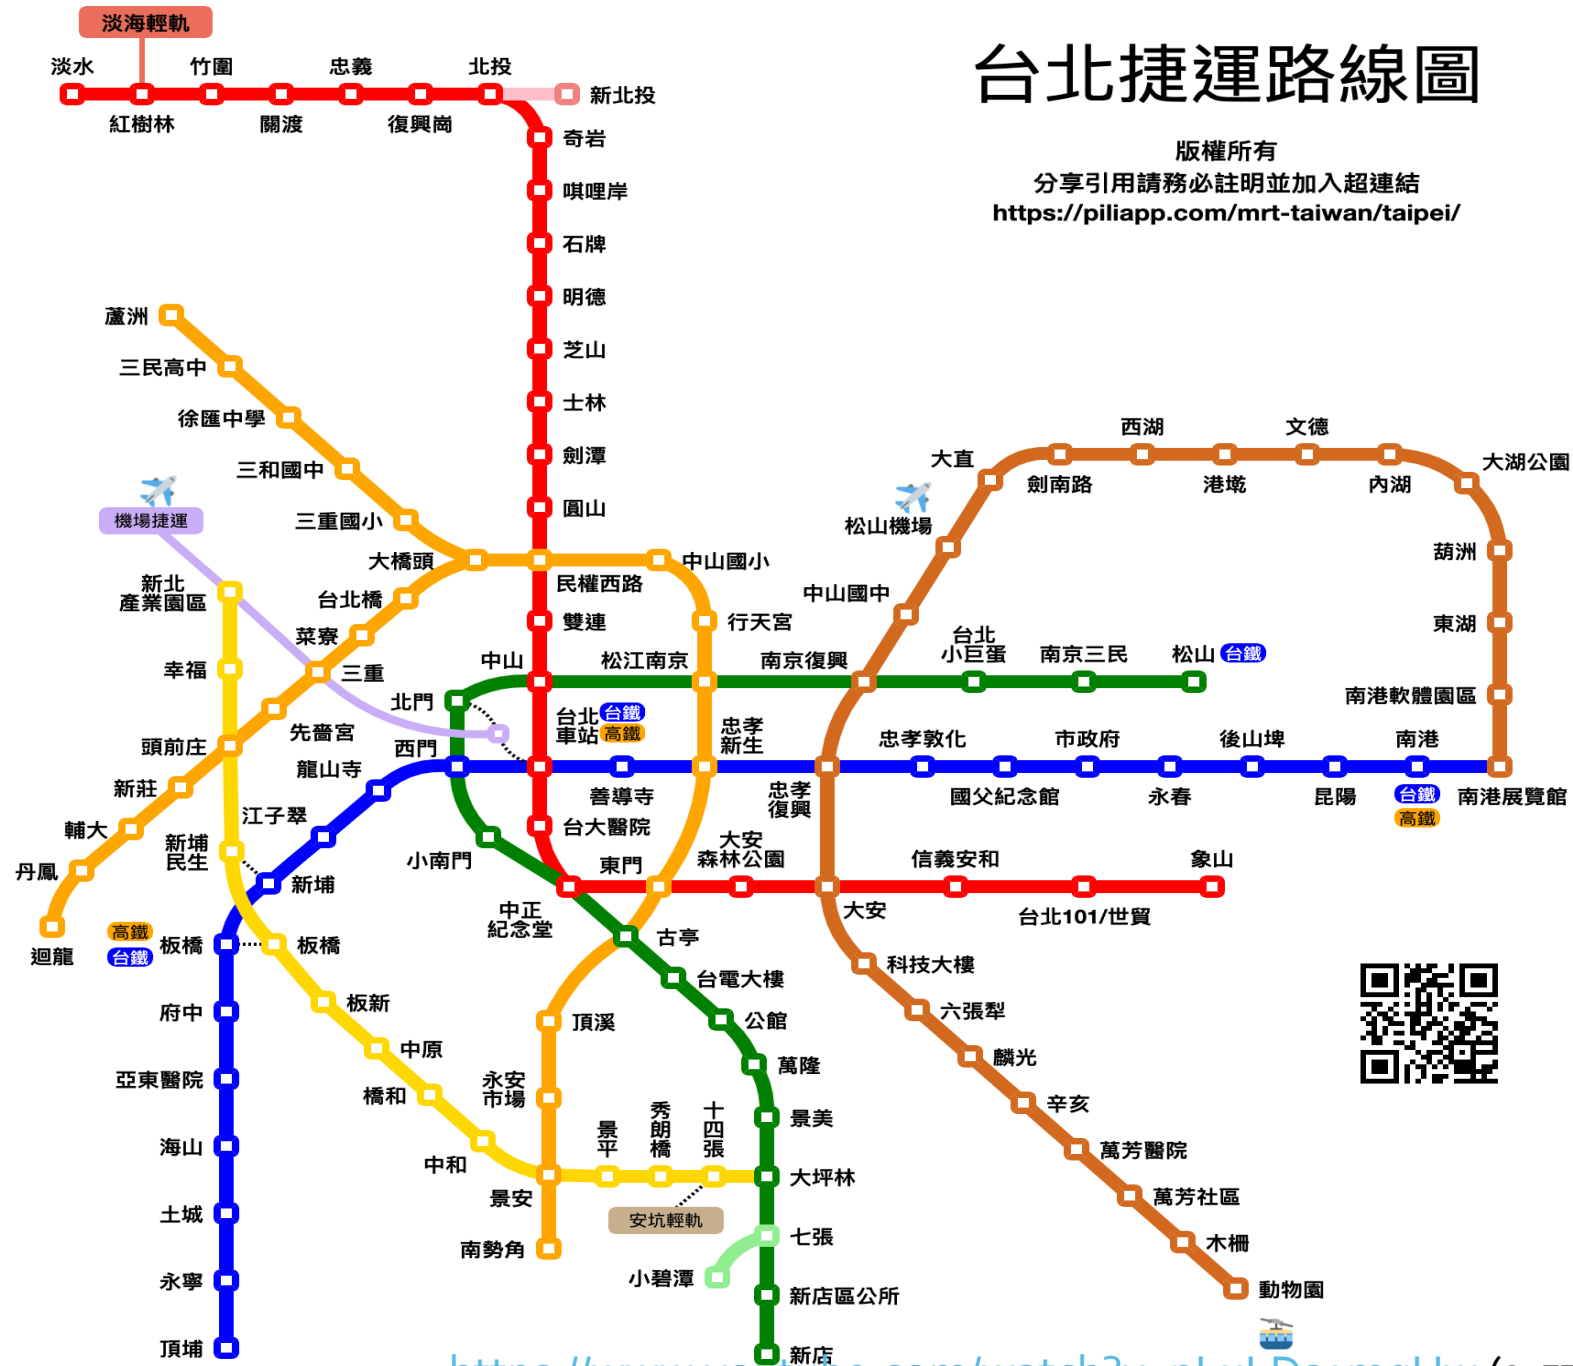 淡海輕軌
台北捷運路線圖
版權所有
分享引用請務必註明並加入超連結
https://piliapp.com/mrt-taiwan/taipei/
淡水
竹圍
忠義
北投
新北投
紅樹林
關渡
復興崗
奇岩
唭哩岸
石牌
明德
芝山
士林
劍潭
圓山
蘆洲
三民高中
徐匯中學
三和國中
三重國小
大橋頭
民權西路
中山國小
機場捷運
新北
產業園區
台北橋
菜寮
三重
先嗇宮
幸福
頭前庄
新莊
輔大
丹鳳
迴龍
雙連
行天宮
中山
松江南京
南京復興
台北
小巨蛋
南京三民
松山
台鐵
北門
西門
台北
車站
台鐵
高鐵
忠孝
新生
大直
劍南路
西湖
港墘
文德
內湖
大湖公園
松山機場
中山國中
葫洲
東湖
南港軟體園區
忠孝敦化
市政府
後山埤
南港
台鐵
高鐵
忠孝
復興
國父紀念館
永春
昆陽
南港展覽館
龍山寺
善導寺
江子翠
新埔
民生
新埔
小南門
台大醫院
東門
大安
森林公園
信義安和
象山
中正
紀念堂
大安
台北101/世貿
高鐵
台鐵
板橋
板橋
古亭
台電大樓
科技大樓
府中
板新
頂溪
公館
六張犁
中原
萬隆
麟光
亞東醫院
橋和
永安
市場
景平
秀朗橋
十四張
景美
辛亥
海山
中和
景安
大坪林
萬芳醫院
土城
安坑輕軌
七張
萬芳社區
永寧
南勢角
小碧潭
新店區公所
木柵
動物園
頂埔
新店